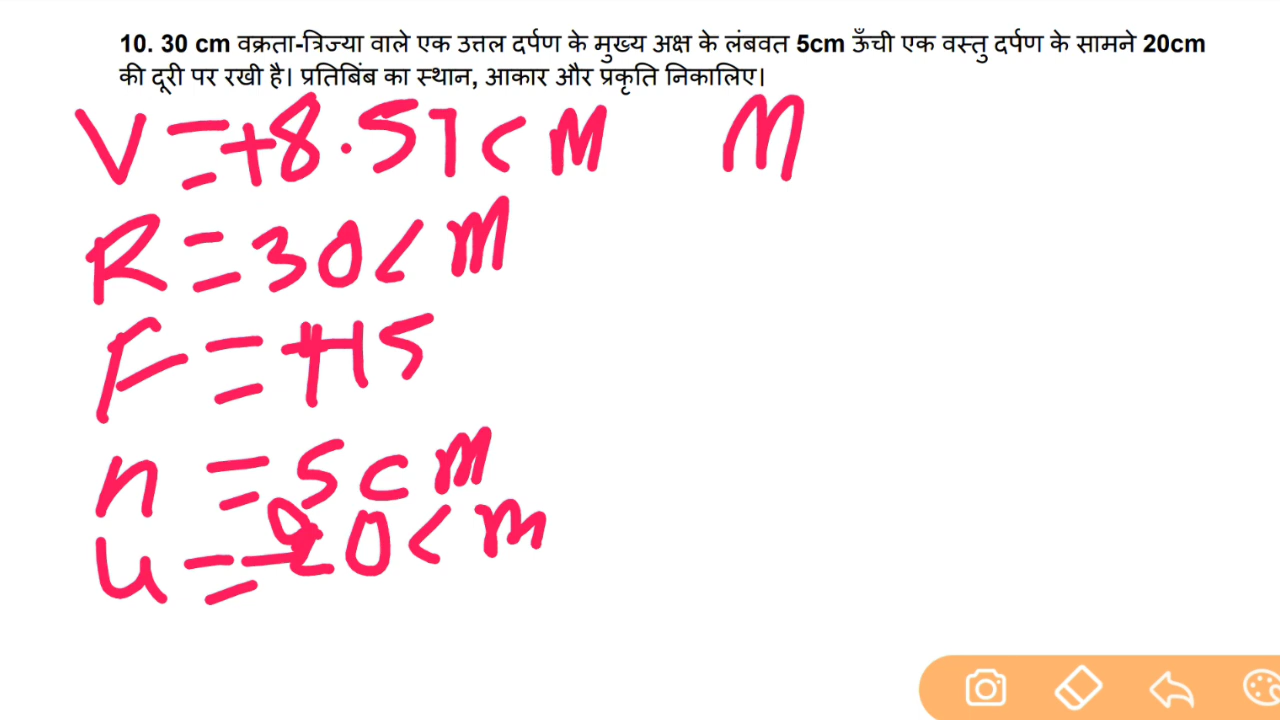 10. 30 cm वक्रता-त्रिज्या वाले एक उत्तल दर्पण के मुख्य अक्ष के लंबवत 5cm ऊँची एक वस्तु दर्पण के सामने 20cm
की दूरी पर रखी है। प्रतिबिंब का स्थान, आकार और प्रकृति निकालिए।
V=+8.57cM M
R=30cM
F=+15
h=5cM
u=-20cm